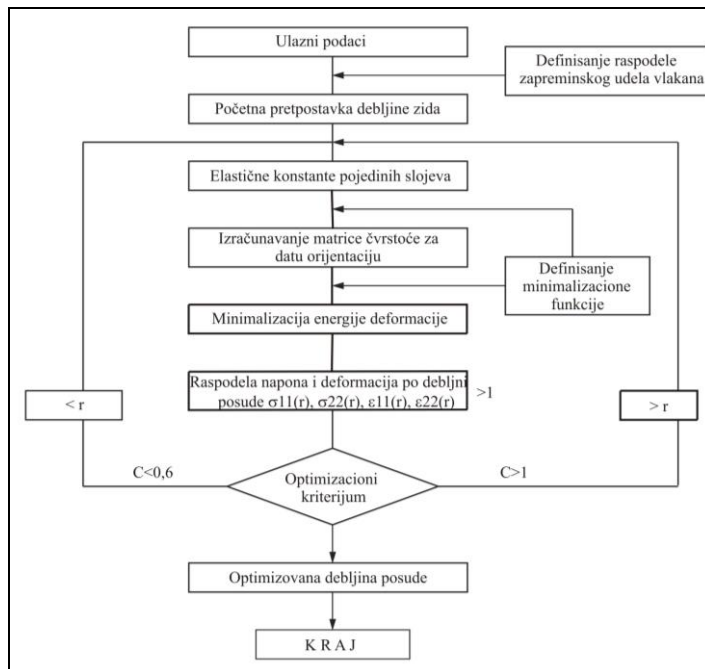 Ulazni podaci
Definisanje raspodele
zapreminskog udela vlakana
Početna pretpostavka debljine zida
Elastične konstante pojedinih slojeva
Izračunavanje matrice čvrstoće za
datu orijentaciju
Definisanje
minimalizacione
funkcije
Minimalizacija energije deformacije
Raspodela napona i deformacija po debljni
posude σ11(r), σ22(r), ε11(r), ε22(r)
>1
< r
> r
C<0,6
Optimizacioni
kriterijum
C>1
Optimizovana debljina posude
K R A J